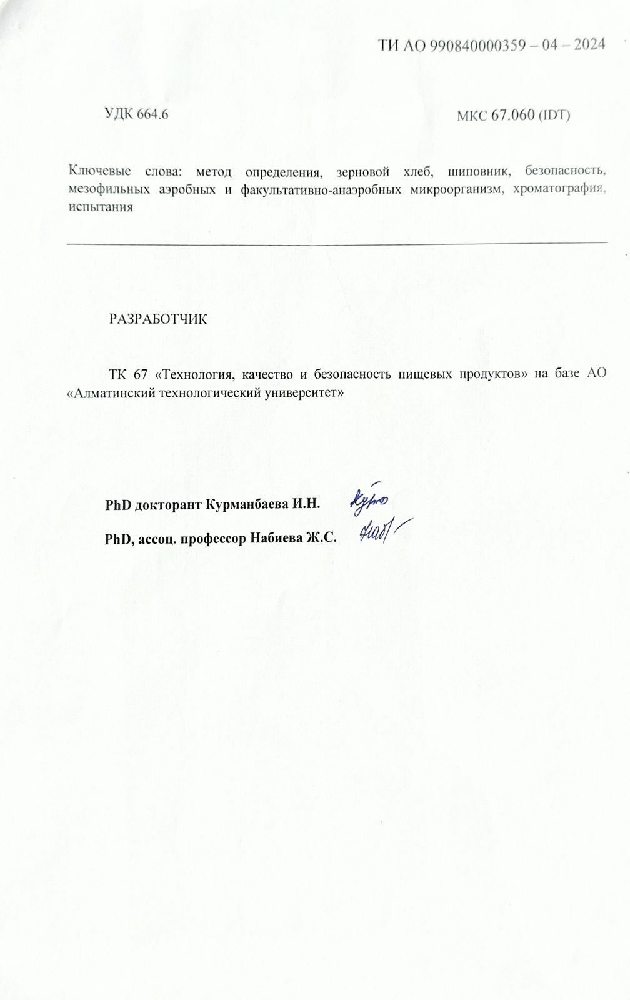 ТИ АО 990840000359 – 04 – 2024
УДК 664.6
МКС 67.060 (IDT)
Ключевые слова: метод определения, зерновой хлеб, шиповник, безопасность,
мезофильных аэробных и факультативно-анаэробных микроорганизм, хроматография,
испытания
РАЗРАБОТЧИК
ТК 67 «Технология, качество и безопасность пищевых продуктов» на базе АО
«Алматинский технологический университет»
PhD докторант Курманбаева И.Н.
PhD, ассоц. профессор Набиева Ж.С.